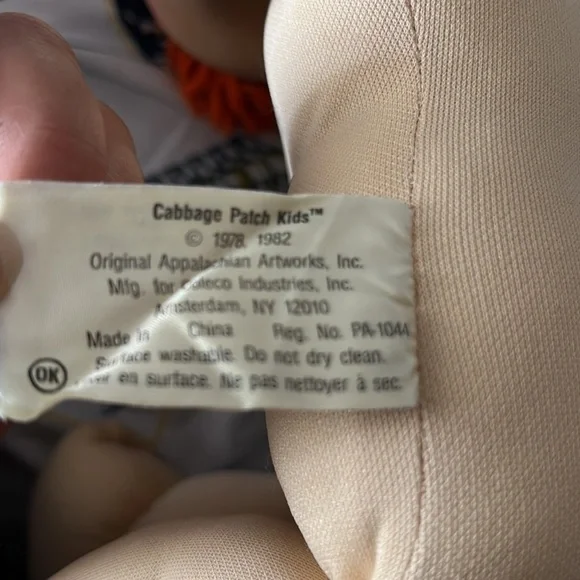 Cabbage Patch Kids™
© 1978, 1982
Original Appalachian Artworks, Inc.
Mfg. for Coleco Industries, Inc.
Amsterdam, NY 12010
Made in China Reg. No. PA-1044
Surface washable. Do not dry clean.
OK en surface. Ne pas nettoyer à sec.